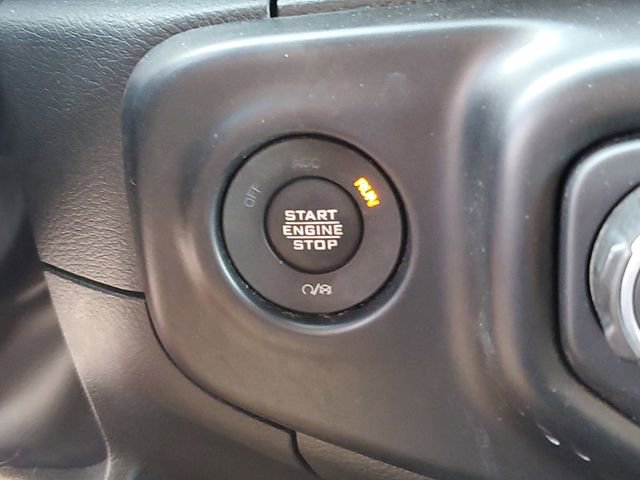 ACC
OFF
RUN
START
ENGINE
STOP